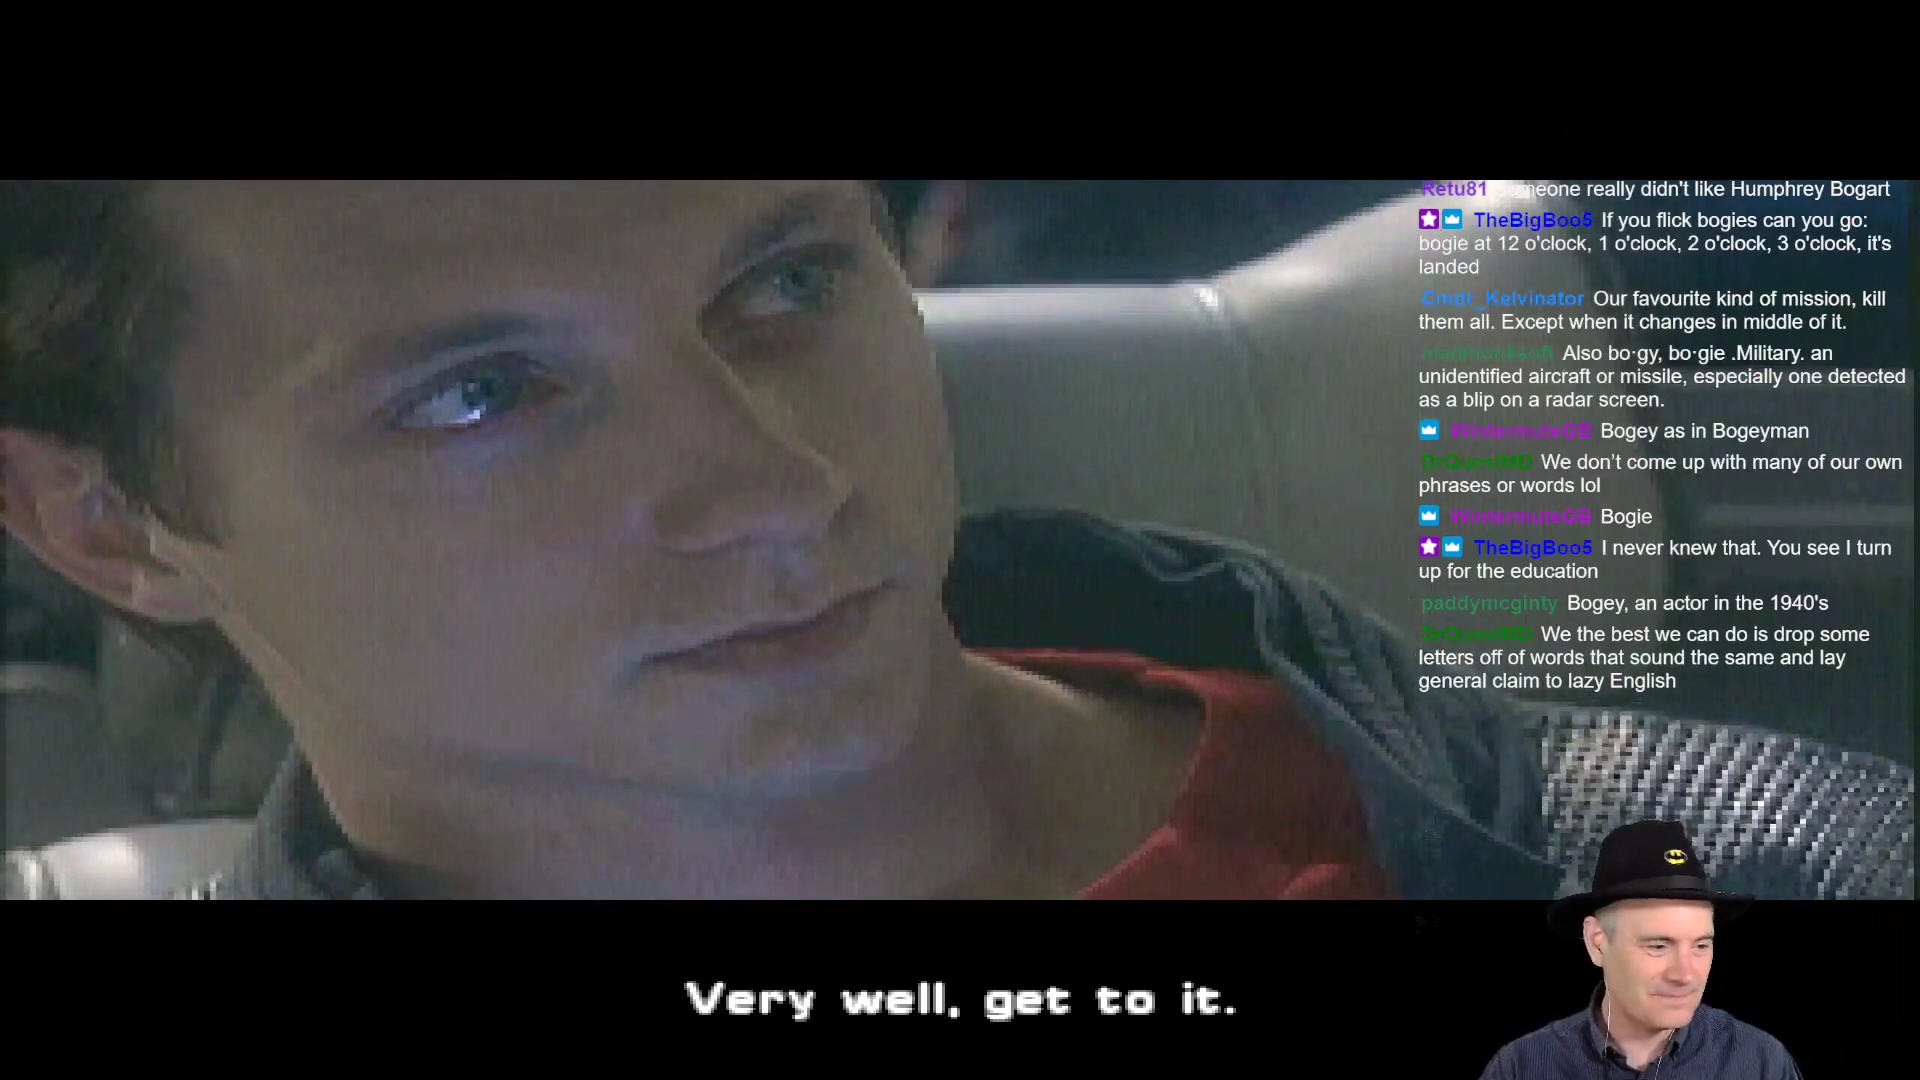 Retu81 Someone really didn't like Humphrey Bogart
TheBigBoo5 If you flick bogies can you go:
bogie at 12 o'clock, 1 o'clock, 2 o'clock, 3 o'clock, it's
landed
Cmdr_Kelvinator Our favourite kind of mission, kill
them all. Except when it changes in middle of it.
Also bo·gy, bo·gie .Military. an
unidentified aircraft or missile, especially one detected
as a blip on a radar screen.
WintermuteGB Bogey as in Bogeyman
DrQuestMD We don’t come up with many of our own
phrases or words lol
WintermuteGB Bogie
TheBigBoo5 I never knew that. You see I turn
up for the education
paddymcginty Bogey, an actor in the 1940's
DrQuestMD We the best we can do is drop some
letters off of words that sound the same and lay
general claim to lazy English
Very well, get to it.